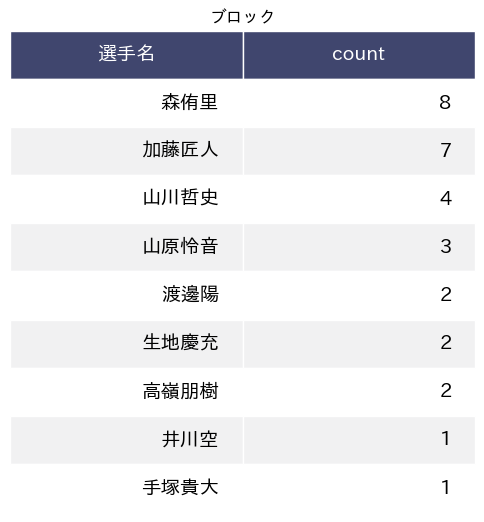 ブロック
選手名 count
森侑里 8
加藤匠人 7
山川哲史 4
山原怜音 3
渡邊陽 2
生地慶充 2
高嶺朋樹 2
井川空 1
手塚貴大 1